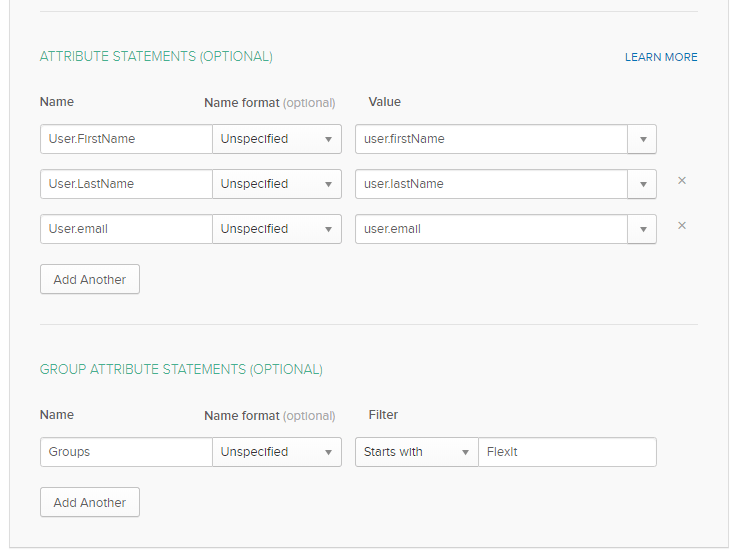 ATTRIBUTE STATEMENTS (OPTIONAL) LEARN MORE
Name Name format (optional) Value
User.FirstName Unspecified user.firstName
User.LastName Unspecified user.lastName ×
User.email Unspecified user.email ×
Add Another
GROUP ATTRIBUTE STATEMENTS (OPTIONAL)
Name Name format (optional) Filter
Groups Unspecified Starts with FlexIt
Add Another